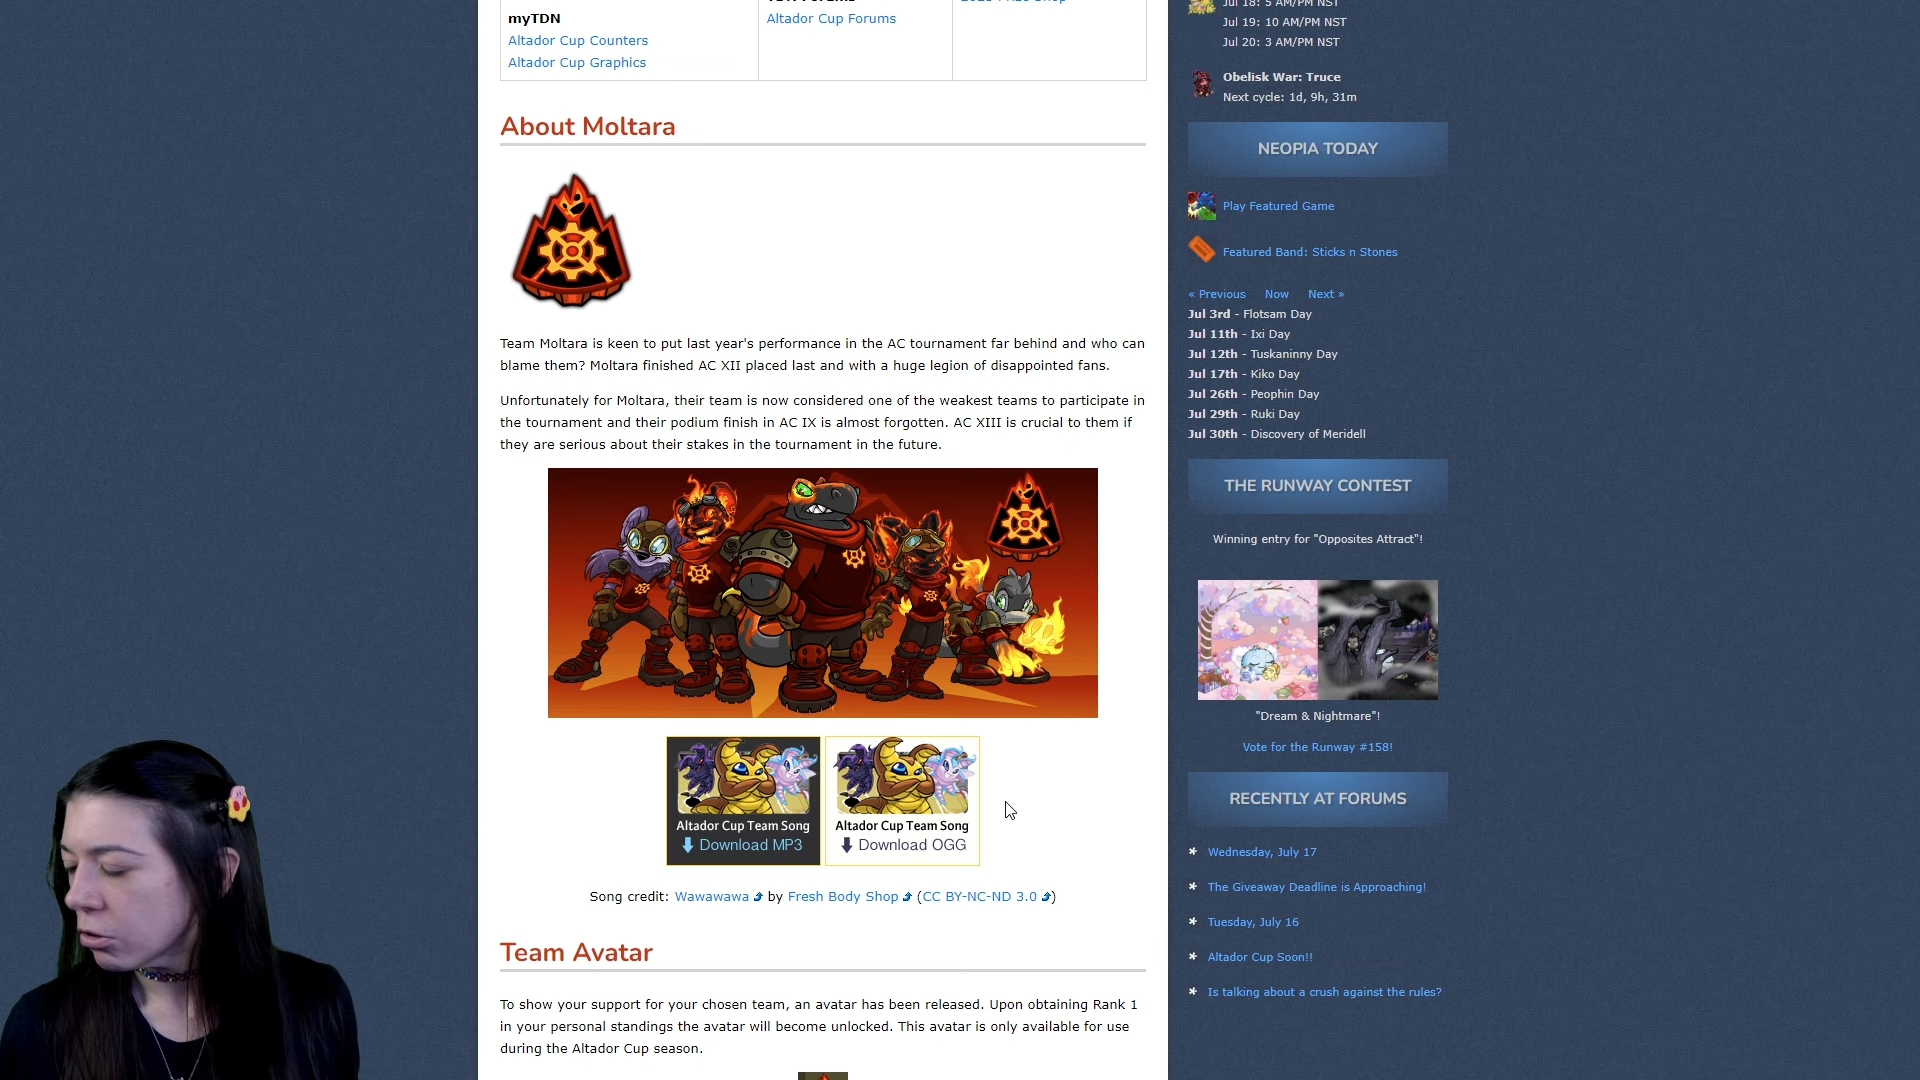 myTDN
Altador Cup Counters
Altador Cup Graphics
Altador Cup Forums
About Moltara
Team Moltara is keen to put last year's performance in the AC tournament far behind and who can
blame them? Moltara finished AC XII placed last and with a huge legion of disappointed fans.
Unfortunately for Moltara, their team is now considered one of the weakest teams to participate in
the tournament and their podium finish in AC IX is almost forgotten. AC XIII is crucial to them if
they are serious about their stakes in the tournament in the future.
Altador Cup Team Song
Download MP3
Altador Cup Team Song
Download OGG
Song credit: Wawawawa by Fresh Body Shop (CC BY-NC-ND 3.0)
Team Avatar
To show your support for your chosen team, an avatar has been released. Upon obtaining Rank 1
in your personal standings the avatar will become unlocked. This avatar is only available for use
during the Altador Cup season.
Jul 18: 5 AM/PM NST
Jul 19: 10 AM/PM NST
Jul 20: 3 AM/PM NST
Obelisk War: Truce
Next cycle: 1d, 9h, 31m
NEOPIA TODAY
Play Featured Game
Featured Band: Sticks n Stones
« Previous Now Next »
Jul 3rd - Flotsam Day
Jul 11th - Ixi Day
Jul 12th - Tuskaninny Day
Jul 17th - Kiko Day
Jul 26th - Peophin Day
Jul 29th - Ruki Day
Jul 30th - Discovery of Meridell
THE RUNWAY CONTEST
Winning entry for "Opposites Attract"!
"Dream & Nightmare"!
Vote for the Runway #158!
RECENTLY AT FORUMS
* Wednesday, July 17
* The Giveaway Deadline is Approaching!
* Tuesday, July 16
* Altador Cup Soon!!
* Is talking about a crush against the rules?